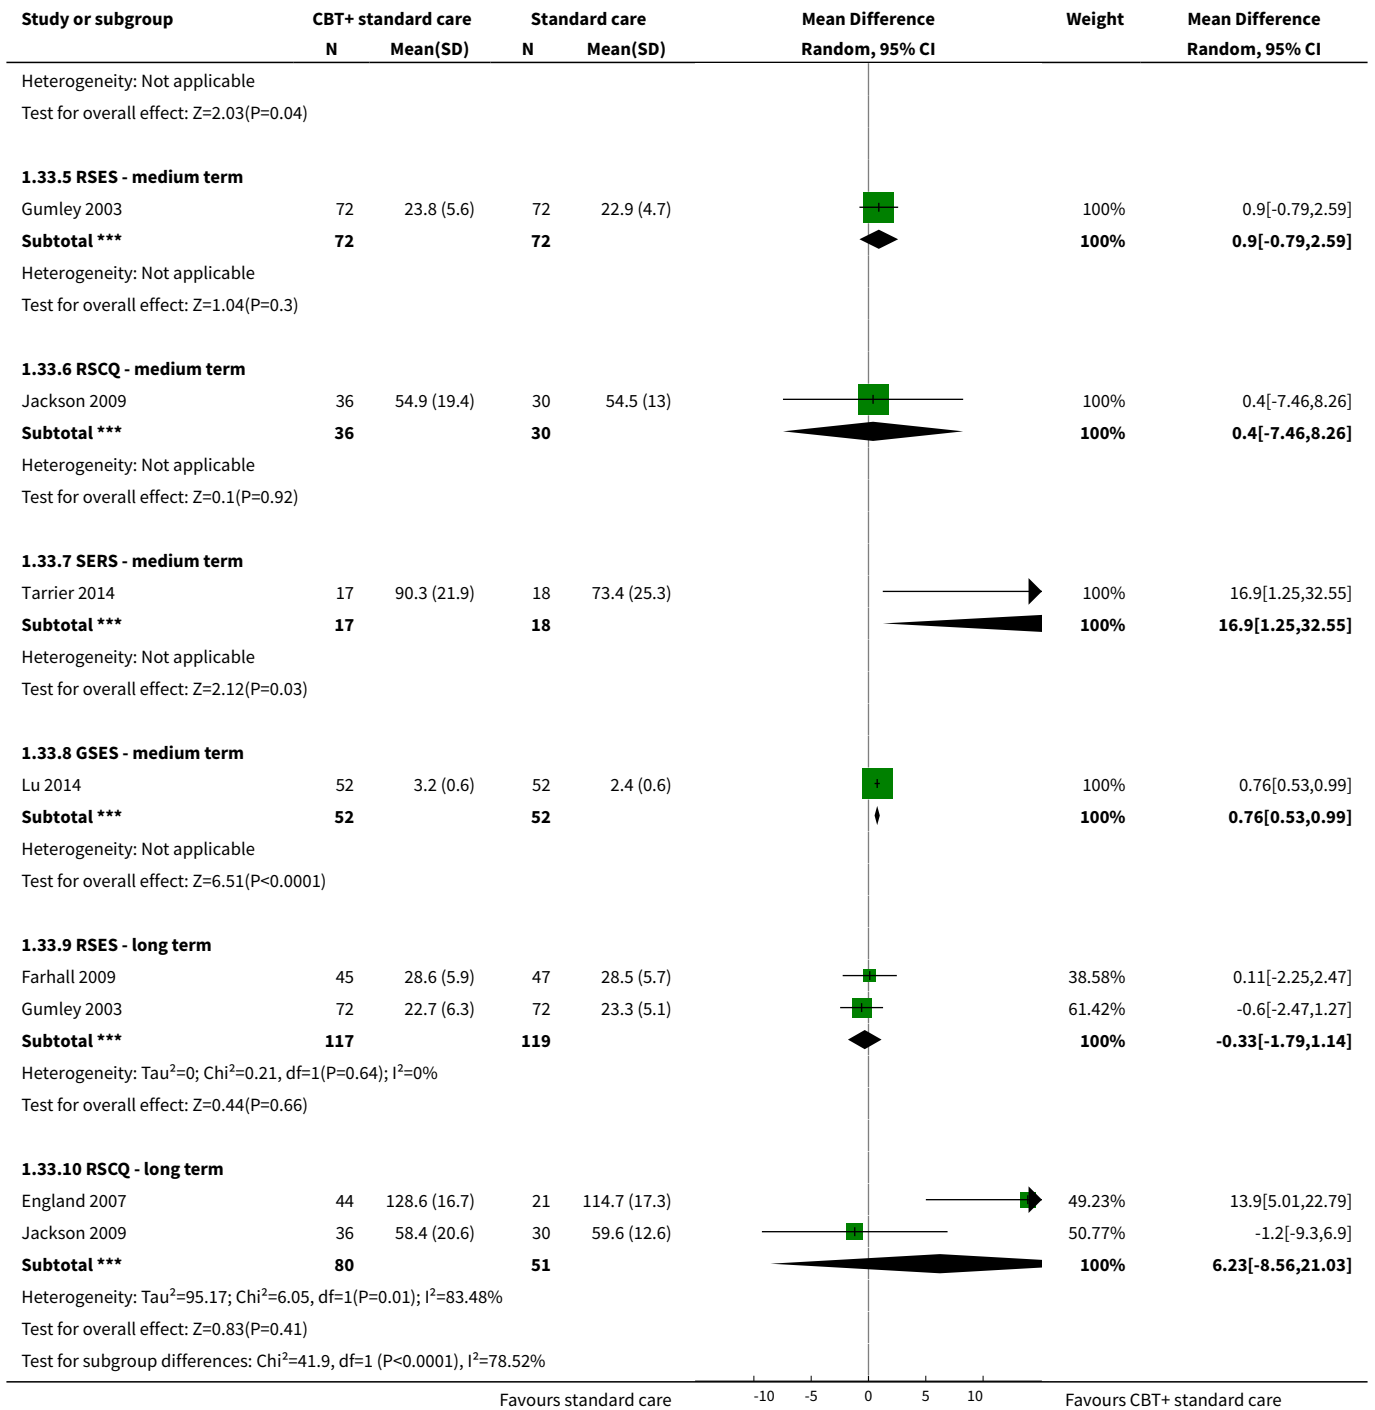 Study or subgroup CBT+ standard care Standard care Mean Difference Weight Mean Difference
N Mean(SD) N Mean(SD) Random, 95% CI Random, 95% CI
Heterogeneity: Not applicable
Test for overall effect: Z=2.03(P=0.04)
1.33.5 RSES - medium term
Gumley 2003 72 23.8 (5.6) 72 22.9 (4.7) 100% 0.9[-0.79,2.59]
Subtotal *** 72 72 100% 0.9[-0.79,2.59]
Heterogeneity: Not applicable
Test for overall effect: Z=1.04(P=0.3)
1.33.6 RSCQ - medium term
Jackson 2009 36 54.9 (19.4) 30 54.5 (13) 100% 0.4[-7.46,8.26]
Subtotal *** 36 30 100% 0.4[-7.46,8.26]
Heterogeneity: Not applicable
Test for overall effect: Z=0.1(P=0.92)
1.33.7 SERS - medium term
Tarrier 2014 17 90.3 (21.9) 18 73.4 (25.3) 100% 16.9[1.25,32.55]
Subtotal *** 17 18 100% 16.9[1.25,32.55]
Heterogeneity: Not applicable
Test for overall effect: Z=2.12(P=0.03)
1.33.8 GSES - medium term
Lu 2014 52 3.2 (0.6) 52 2.4 (0.6) 100% 0.76[0.53,0.99]
Subtotal *** 52 52 100% 0.76[0.53,0.99]
Heterogeneity: Not applicable
Test for overall effect: Z=6.51(P<0.0001)
1.33.9 RSES - long term
Farhall 2009 45 28.6 (5.9) 47 28.5 (5.7) 38.58% 0.11[-2.25,2.47]
Gumley 2003 72 22.7 (6.3) 72 23.3 (5.1) 61.42% -0.6[-2.47,1.27]
Subtotal *** 117 119 100% -0.33[-1.79,1.14]
Heterogeneity: Tau²=0; Chi²=0.21, df=1(P=0.64); I²=0%
Test for overall effect: Z=0.44(P=0.66)
1.33.10 RSCQ - long term
England 2007 44 128.6 (16.7) 21 114.7 (17.3) 49.23% 13.9[5.01,22.79]
Jackson 2009 36 58.4 (20.6) 30 59.6 (12.6) 50.77% -1.2[-9.3,6.9]
Subtotal *** 80 51 100% 6.23[-8.56,21.03]
Heterogeneity: Tau²=95.17; Chi²=6.05, df=1(P=0.01); I²=83.48%
Test for overall effect: Z=0.83(P=0.41)
Test for subgroup differences: Chi²=41.9, df=1 (P<0.0001), I²=78.52%
Favours standard care -10 -5 0 5 10 Favours CBT+ standard care